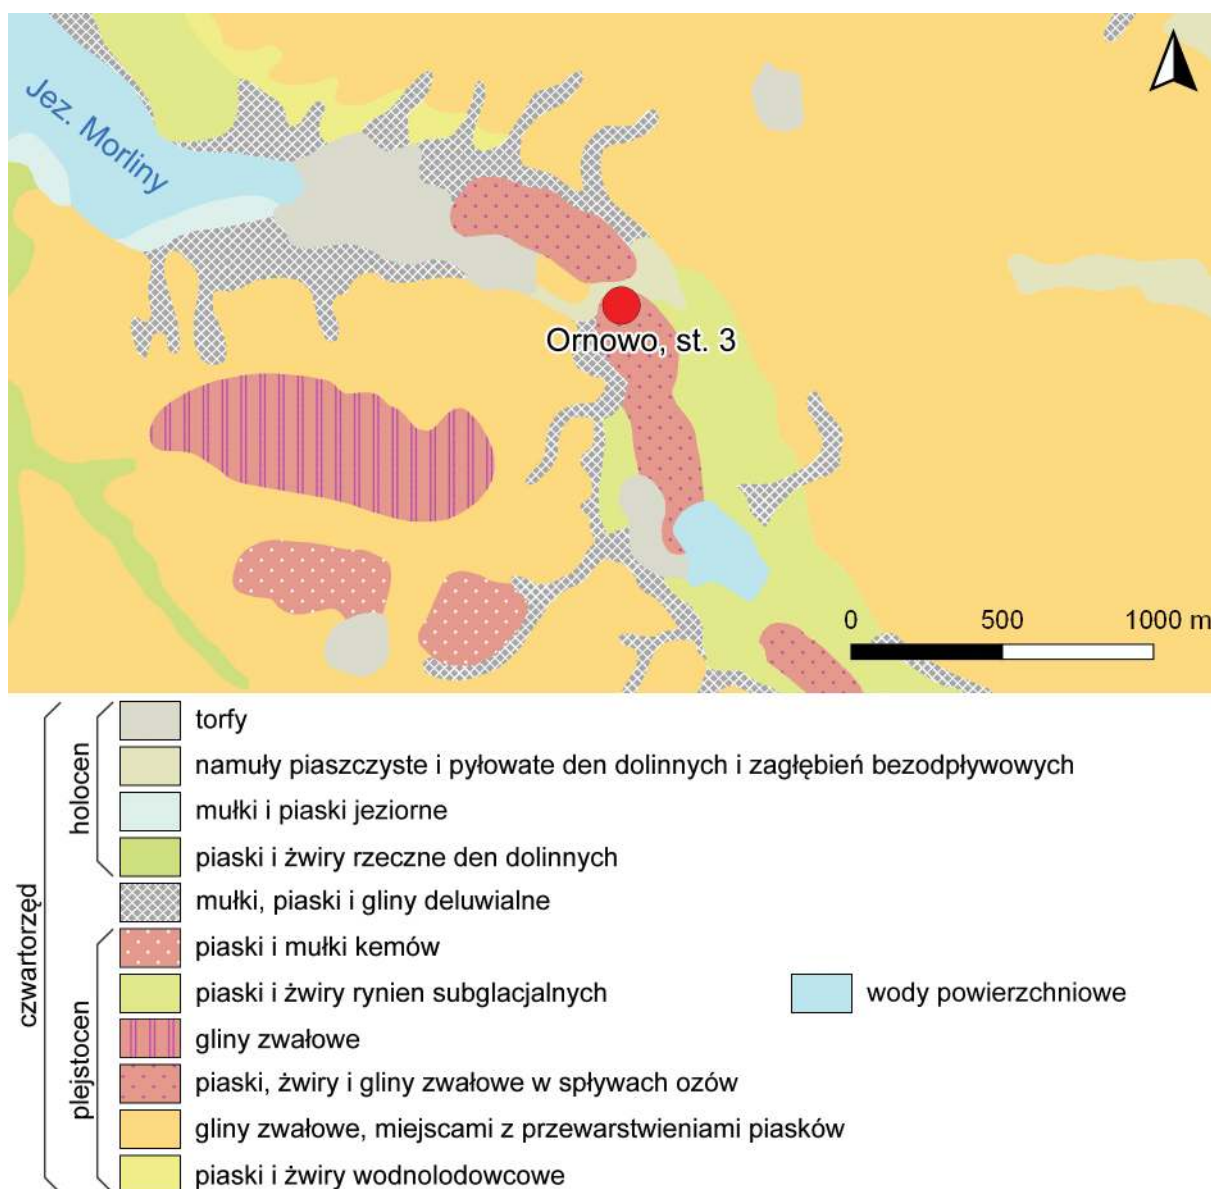 Jez. Morliny
Ornowo, st. 3
0 500 1000 m
czwartorzęd
holocen
torfy
namuły piaszczyste i pyłowate den dolinnych i zagłębień bezodpływowych
mułki i piaski jeziorne
piaski i żwiry rzeczne den dolinnych
mułki, piaski i gliny deluwialne
plejstocen
piaski i mułki kemów
piaski i żwiry rynien subglacjalnych
gliny zwałowe
piaski, żwiry i gliny zwałowe w spływach ozów
gliny zwałowe, miejscami z przewarstwieniami piasków
piaski i żwiry wodnolodowcowe
wody powierzchniowe